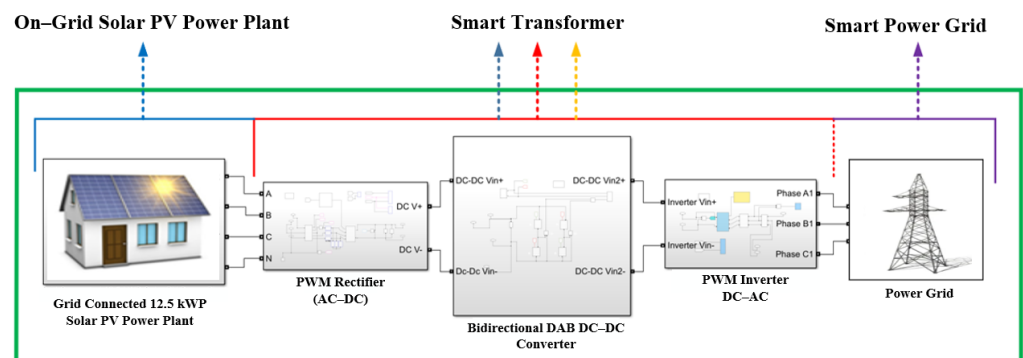 On–Grid Solar PV Power Plant
Smart Transformer
Smart Power Grid
A
B
C
N
DC V+
DC V-
DC-DC Vin+
Dc-Dc Vin-
DC-DC Vin2+
DC-DC Vin2-
Inverter Vin+
Inverter Vin-
Phase A1
Phase B1
Phase C1
Grid Connected 12.5 kWP
Solar PV Power Plant
PWM Rectifier
(AC–DC)
Bidirectional DAB DC–DC
Converter
PWM Inverter
DC–AC
Power Grid